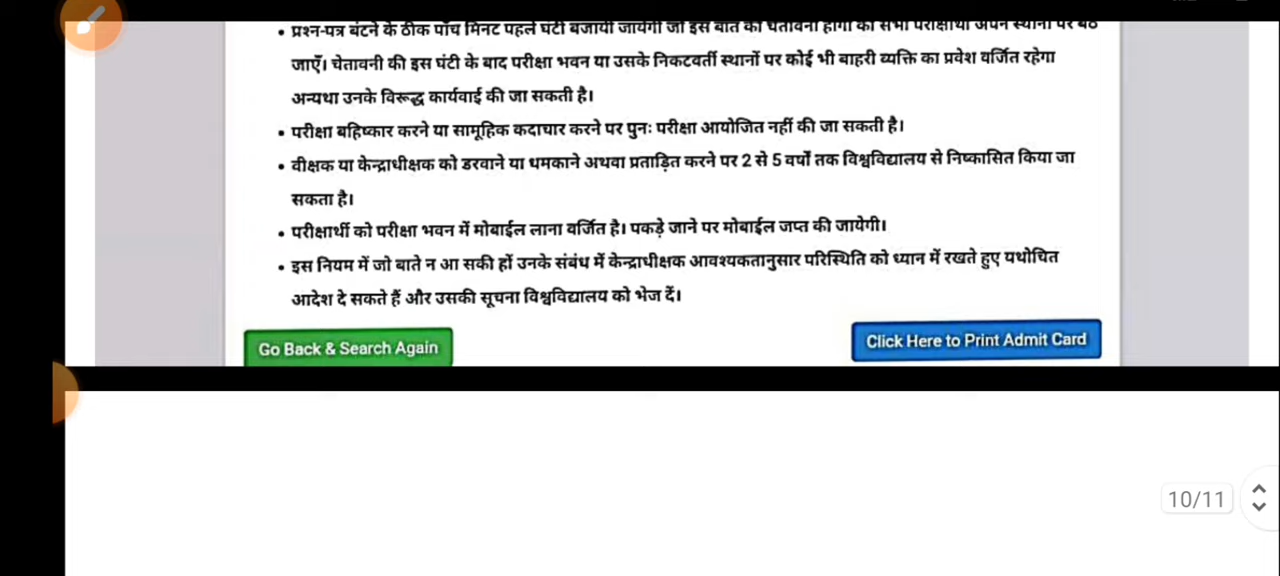 • प्रश्न-पत्र बंटने के ठीक पाँच मिनट पहले घंटी बजायी जायेगी जो इस बात की चेतावनी होगी की सभी परीक्षार्थी अपने स्थानों पर बैठ
जाएँ। चेतावनी की इस घंटी के बाद परीक्षा भवन या उसके निकटवर्ती स्थानों पर कोई भी बाहरी व्यक्ति का प्रवेश वर्जित रहेगा
अन्यथा उनके विरूद्ध कार्यवाई की जा सकती है।
• परीक्षा बहिष्कार करने या सामूहिक कदाचार करने पर पुनः परीक्षा आयोजित नहीं की जा सकती है।
• वीक्षक या केन्द्राधीक्षक को डरवाने या धमकाने अथवा प्रताड़ित करने पर 2 से 5 वर्षों तक विश्वविद्यालय से निष्कासित किया जा
सकता है।
• परीक्षार्थी को परीक्षा भवन में मोबाईल लाना वर्जित है। पकड़े जाने पर मोबाईल जप्त की जायेगी।
• इस नियम में जो बाते न आ सकी हों उनके संबंध में केन्द्राधीक्षक आवश्यकतानुसार परिस्थिति को ध्यान में रखते हुए यथोचित
आदेश दे सकते हैं और उसकी सूचना विश्वविद्यालय को भेज दें।
Go Back & Search Again
Click Here to Print Admit Card
10/11